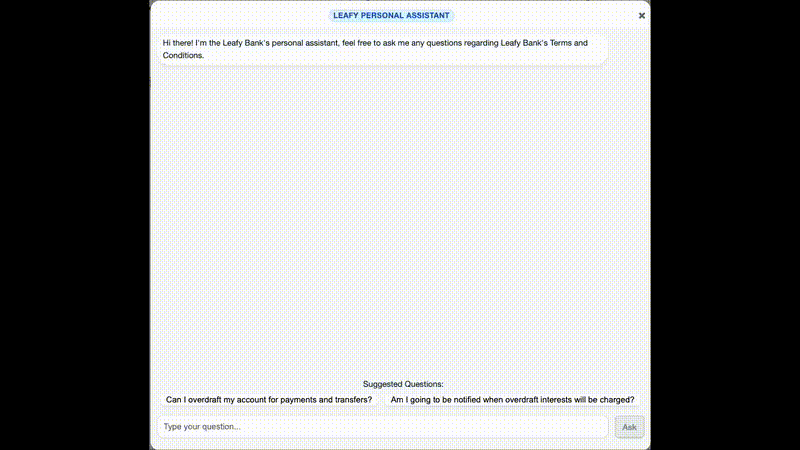 LEAFY PERSONAL ASSISTANT
Hi there! I'm the Leafy Bank's personal assistant, feel free to ask me any questions regarding Leafy Bank's Terms and
Conditions.
Suggested Questions:
Can I overdraft my account for payments and transfers? Am I going to be notified when overdraft interests will be charged?
Type your question... Ask